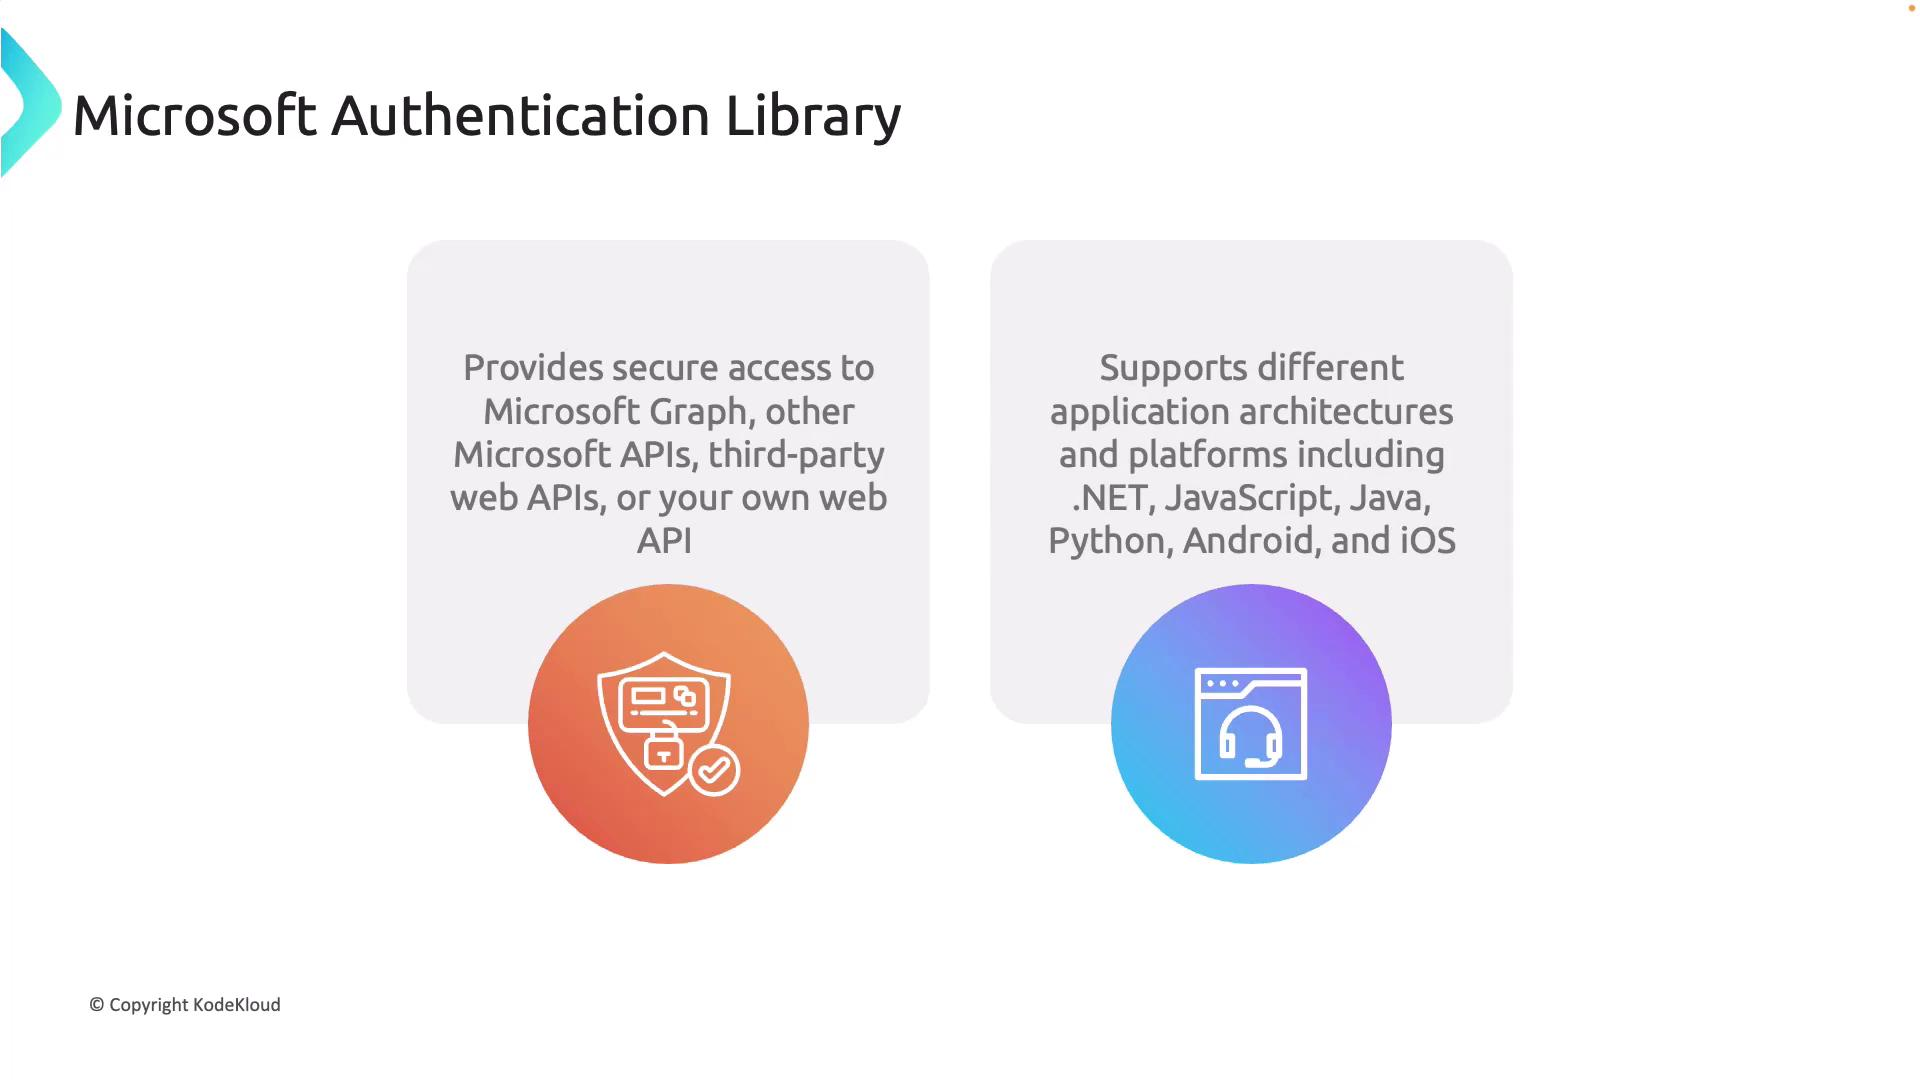 Microsoft Authentication Library
Provides secure access to
Microsoft Graph, other
Microsoft APIs, third-party
web APIs, or your own web
API
Supports different
application architectures
and platforms including
.NET, JavaScript, Java,
Python, Android, and iOS
© Copyright KodeKloud